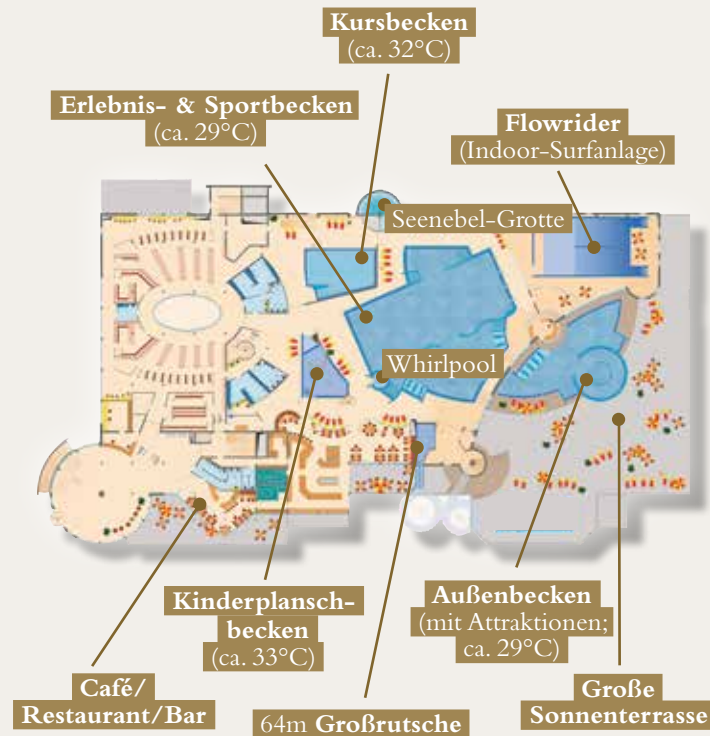 Kursbecken
(ca. 32°C)
Erlebnis- & Sportbecken
(ca. 29°C)
Flowrider
(Indoor-Surfanlage)
Seenebel-Grotte
Whirlpool
Kinderplansch-
becken
(ca. 33°C)
Außenbecken
(mit Attraktionen;
ca. 29°C)
Café/
Restaurant/Bar
64m Großrutsche
Große
Sonnenterrasse